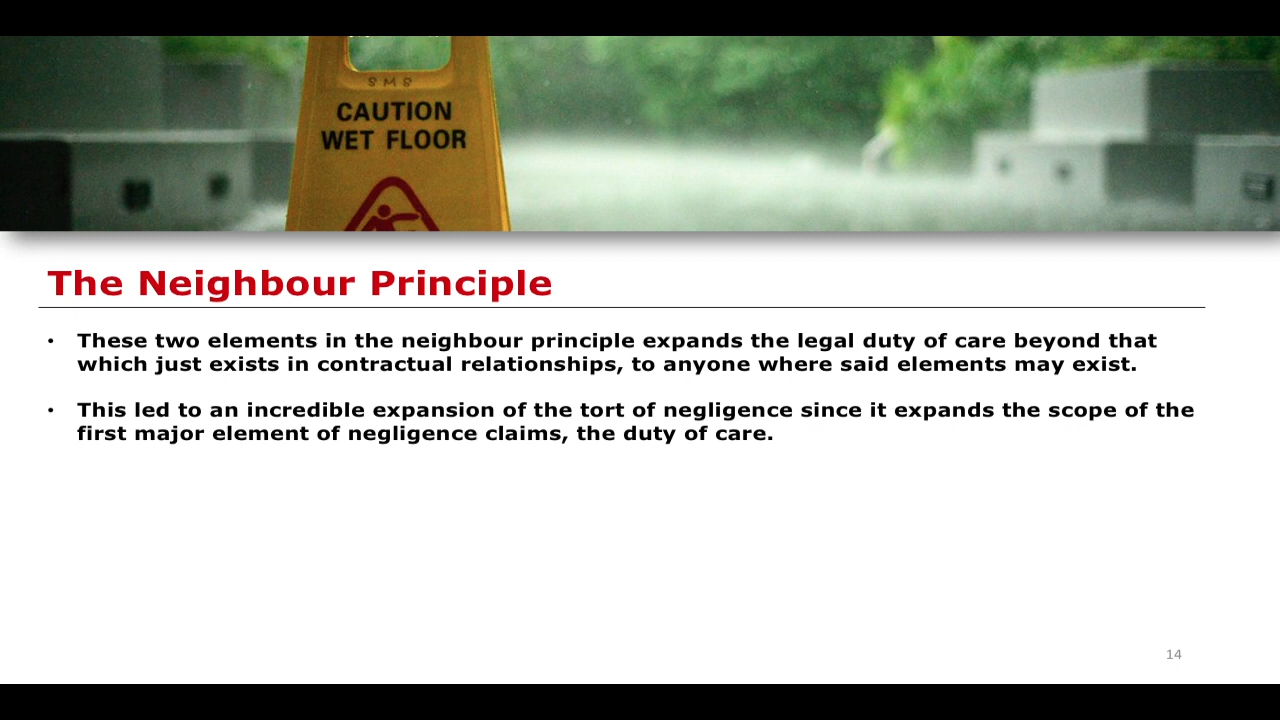 SMS
CAUTION
WET FLOOR
The Neighbour Principle
• These two elements in the neighbour principle expands the legal duty of care beyond that
which just exists in contractual relationships, to anyone where said elements may exist.
• This led to an incredible expansion of the tort of negligence since it expands the scope of the
first major element of negligence claims, the duty of care.
14